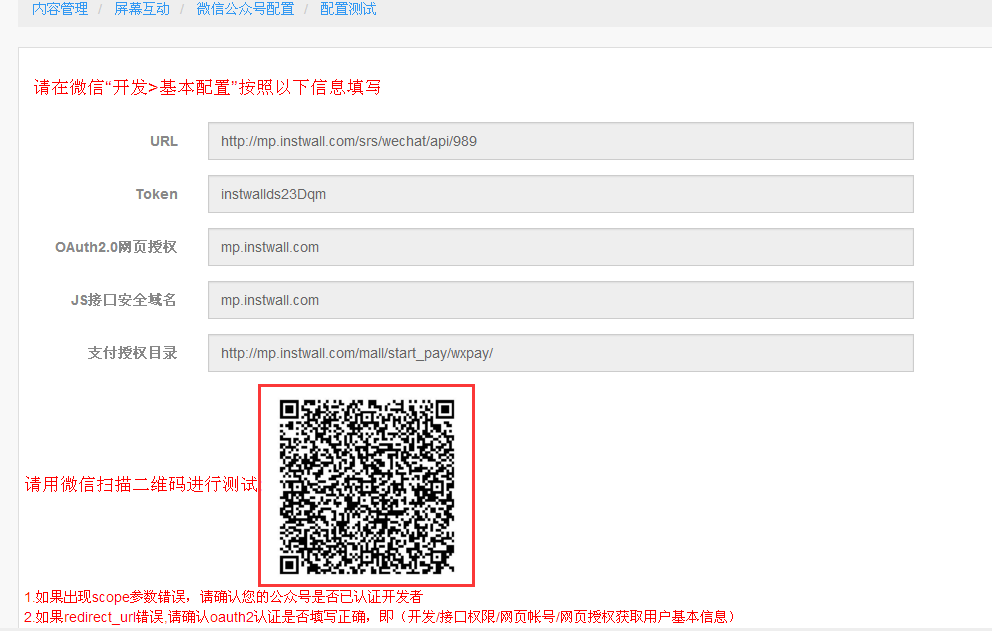 内容管理 / 屏幕互动 / 微信公众号配置 / 配置测试
请在微信“开发>基本配置”按照以下信息填写
URL http://mp.instwall.com/srs/wechat/api/989
Token instwallds23Dqm
OAuth2.0网页授权 mp.instwall.com
JS接口安全域名 mp.instwall.com
支付授权目录 http://mp.instwall.com/mall/start_pay/wxpay/
请用微信扫描二维码进行测试
1.如果出现scope参数错误，请确认您的公众号是否已认证开发者
2.如果redirect_url错误,请确认oauth2认证是否填写正确，即（开发/接口权限/网页帐号/网页授权获取用户基本信息）